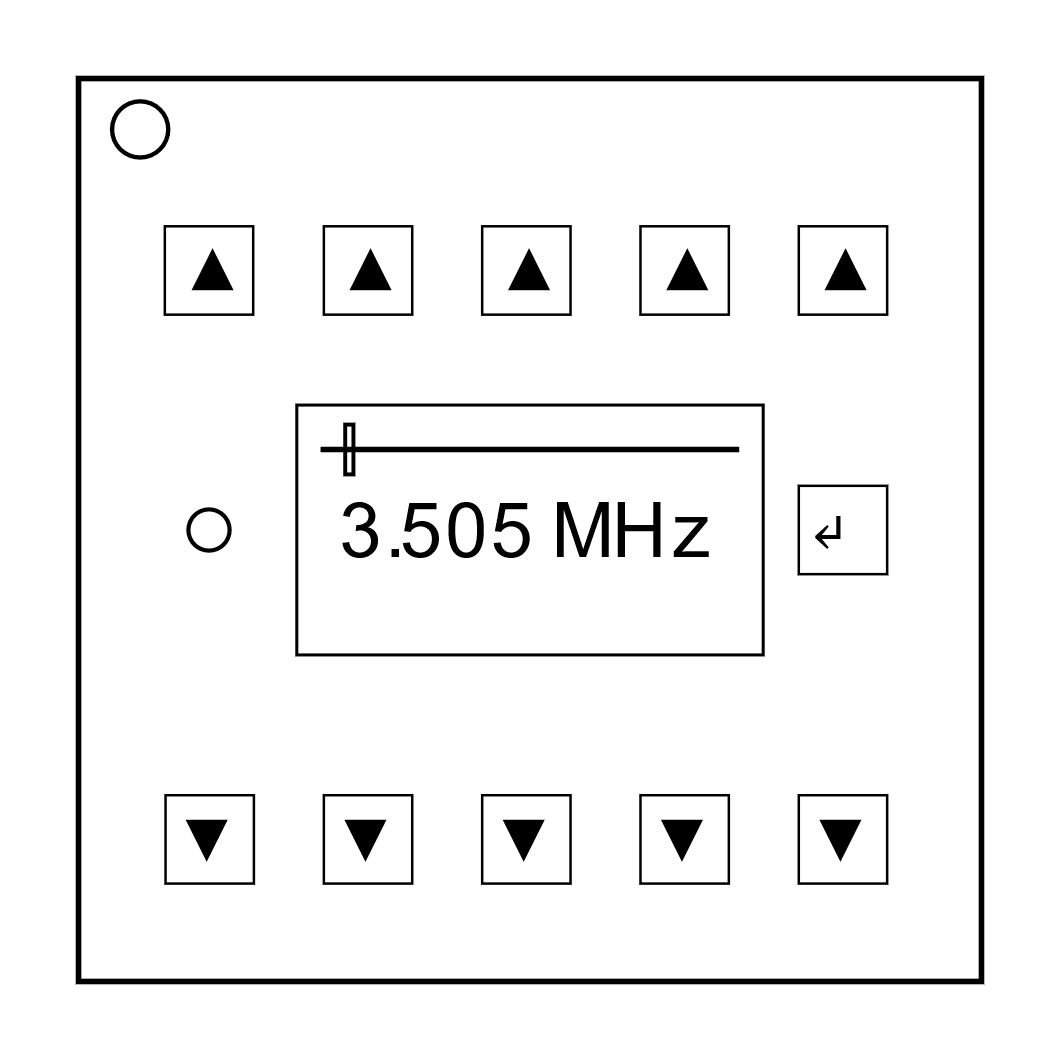 ▲ ▲ ▲ ▲ ▲
3.505 MHz
↲
▼ ▼ ▼ ▼ ▼